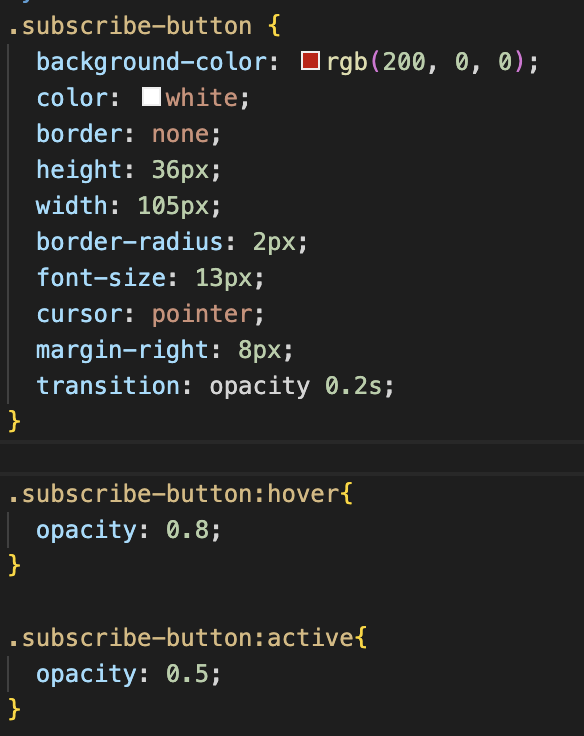 .subscribe-button {
  background-color: rgb(200, 0, 0);
  color: white;
  border: none;
  height: 36px;
  width: 105px;
  border-radius: 2px;
  font-size: 13px;
  cursor: pointer;
  margin-right: 8px;
  transition: opacity 0.2s;
}
.subscribe-button:hover{
  opacity: 0.8;
}
.subscribe-button:active{
  opacity: 0.5;
}